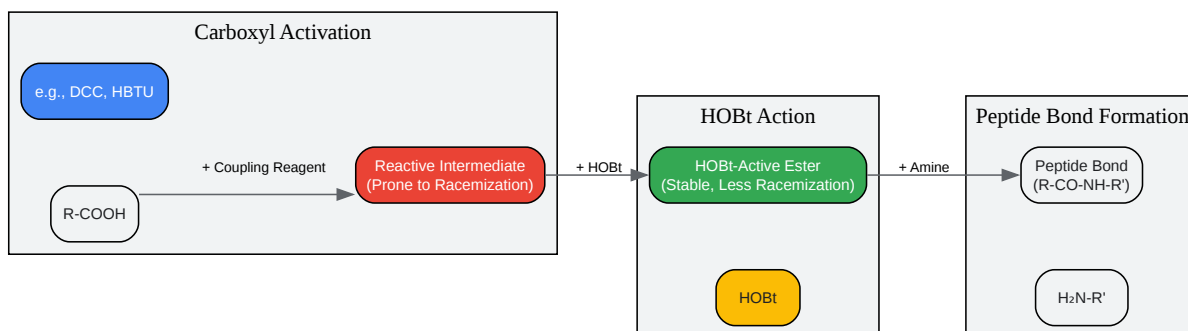 Carboxyl Activation
e.g., DCC, HBTU
R-COOH
+ Coupling Reagent
Reactive Intermediate
(Prone to Racemization)
+ HOBt
HOBt Action
HOBt-Active Ester
(Stable, Less Racemization)
HOBt
+ Amine
Peptide Bond Formation
Peptide Bond
(R-CO-NH-R')
H₂N-R'